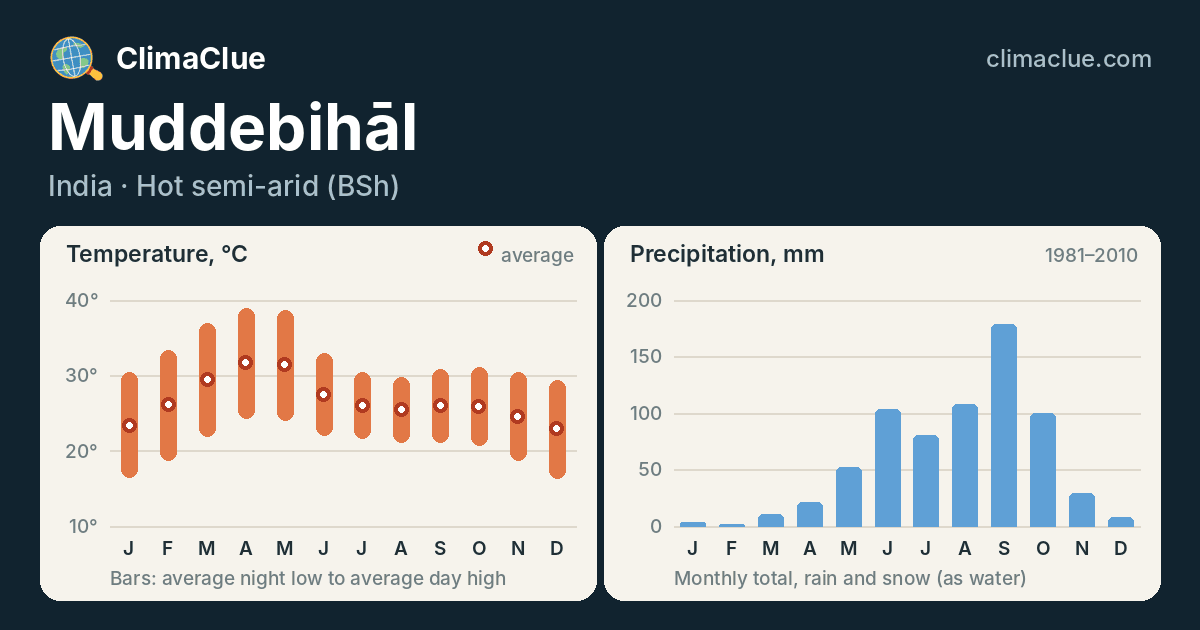 ClimaClue
climaclue.com
Muddebihāl
India · Hot semi-arid (BSh)
Temperature, °C
average
40°
30°
20°
10°
J F M A M J J A S O N D
Bars: average night low to average day high
Precipitation, mm
1981–2010
200
150
100
50
0
J F M A M J J A S O N D
Monthly total, rain and snow (as water)